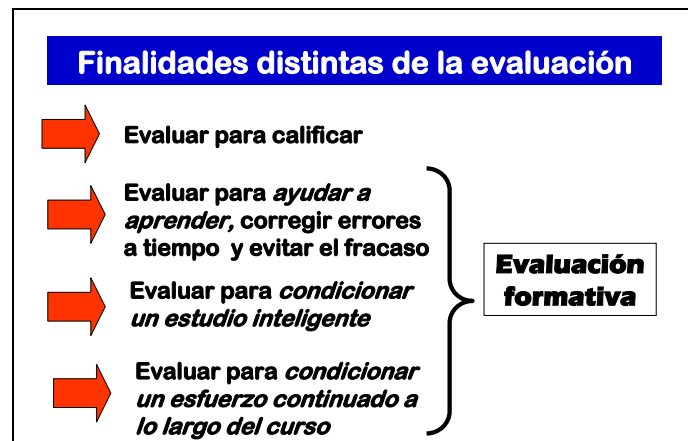 Finalidades distintas de la evaluación
Evaluar para calificar
Evaluar para ayudar a
aprender, corregir errores
a tiempo y evitar el fracaso
Evaluar para condicionar
un estudio inteligente
Evaluar para condicionar
un esfuerzo continuado a
lo largo del curso
Evaluación
formativa